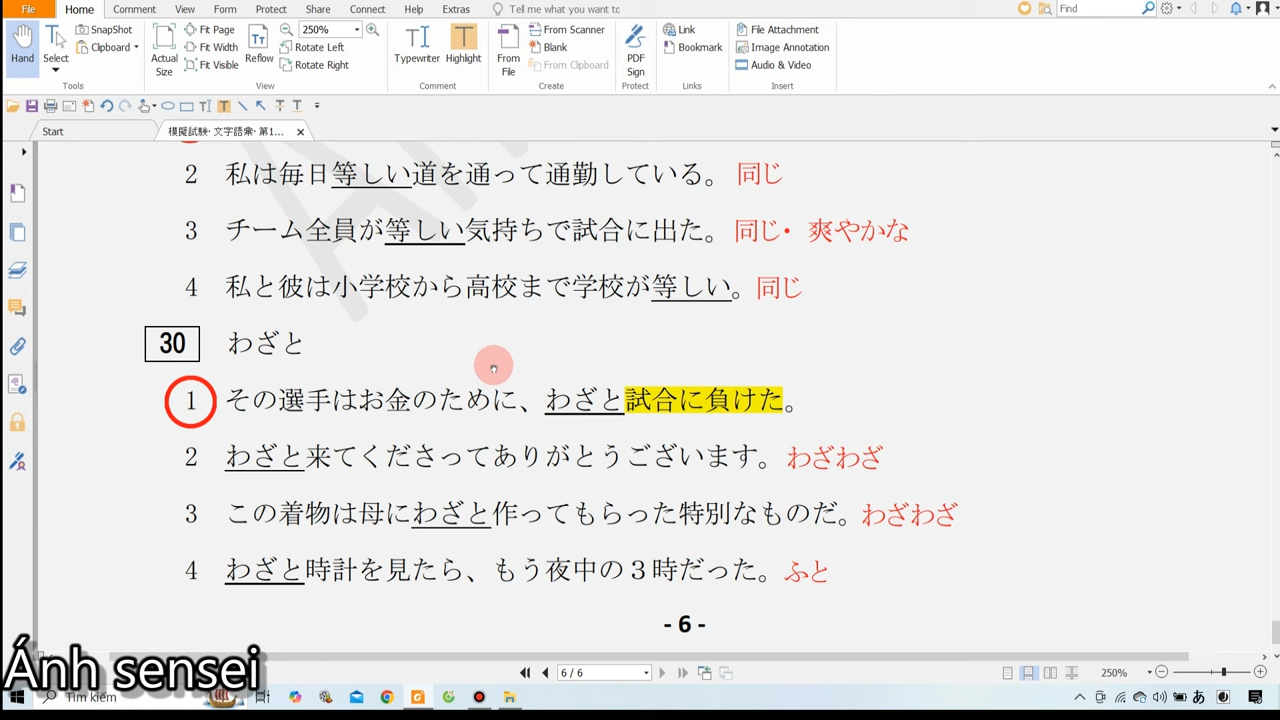 File Home Comment View Form Protect Share Connect Help Extras Tell me what you want to Find
Hand
Select
SnapShot
Clipboard
Tools
Actual Size
Fit Page
Fit Width
Fit Visible
Reflow
250%
Rotate Left
Rotate Right
View
Typewriter
Highlight
Comment
From File
From Scanner
Blank
From Clipboard
Create
PDF Sign
Protect
Link
Bookmark
Links
File Attachment
Image Annotation
Audio & Video
Insert
Start 模擬試験・文字語彙・第1...
2 私は毎日等しい道を通って通勤している。同じ
3 チーム全員が等しい気持ちで試合に出た。同じ・爽やかな
4 私と彼は小学校から高校まで学校が等しい。同じ
30 わざと
1 その選手はお金のために、わざと試合に負けた。
2 わざと来てくださってありがとうございます。わざわざ
3 この着物は母にわざと作ってもらった特別なものだ。わざわざ
4 わざと時計を見たら、もう夜中の３時だった。ふと
- 6 -
Ánh sensei
6 / 6
250%
Tìm kiếm
あ